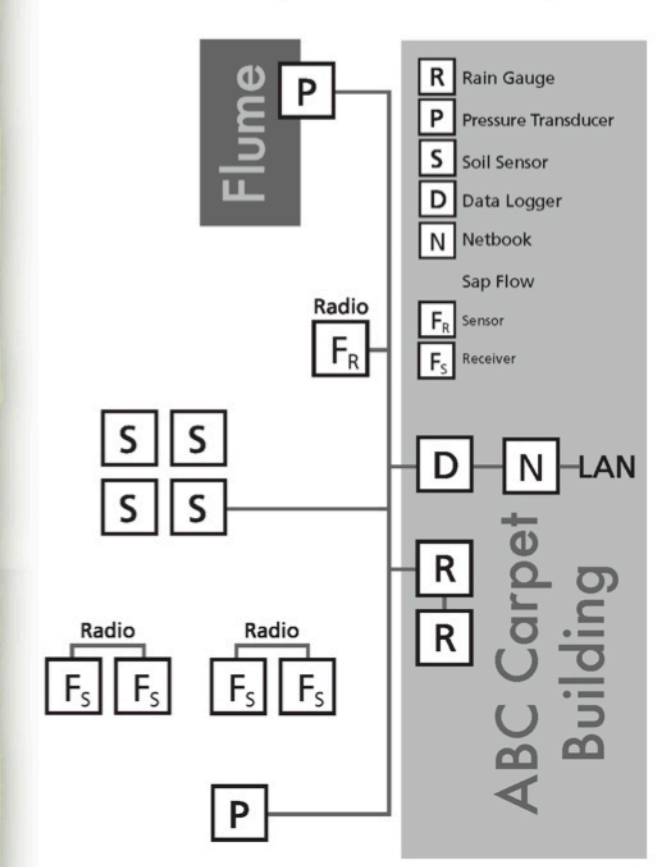 Flume
P
R Rain Gauge
P Pressure Transducer
S Soil Sensor
D Data Logger
N Netbook
Sap Flow
FR Sensor
FS Receiver
Radio
FR
S S
S S
D N LAN
R
R
ABC Carpet
Building
Radio Radio
FS FS FS FS
P